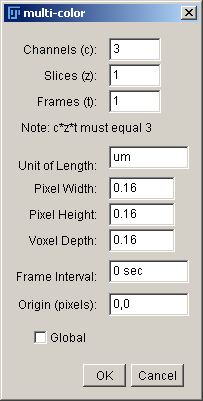 multi-color
Channels (c): 3
Slices (z): 1
Frames (t): 1
Note: c*z*t must equal 3
Unit of Length: um
Pixel Width: 0.16
Pixel Height: 0.16
Voxel Depth: 0.16
Frame Interval: 0 sec
Origin (pixels): 0,0
Global
OK Cancel